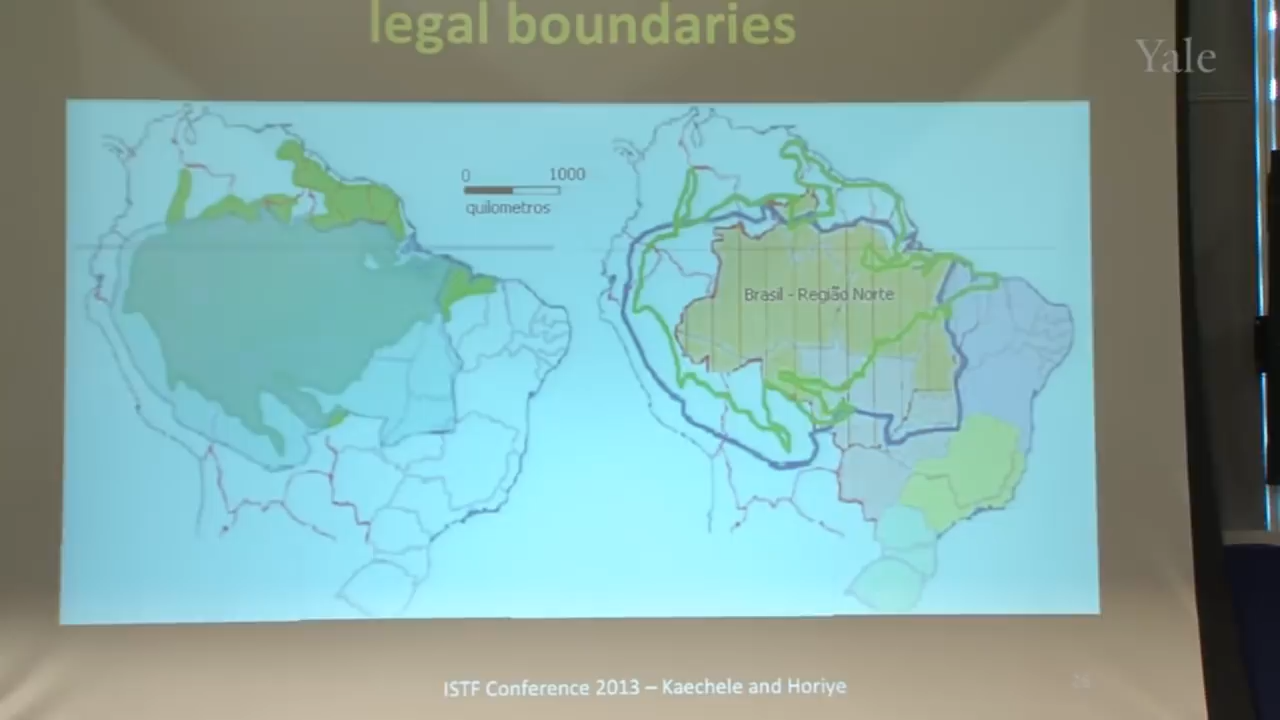 legal boundaries
Yale
0 1000
quilometros
Brasil - Região Norte
ISTF Conference 2013 – Kaechele and Horiye